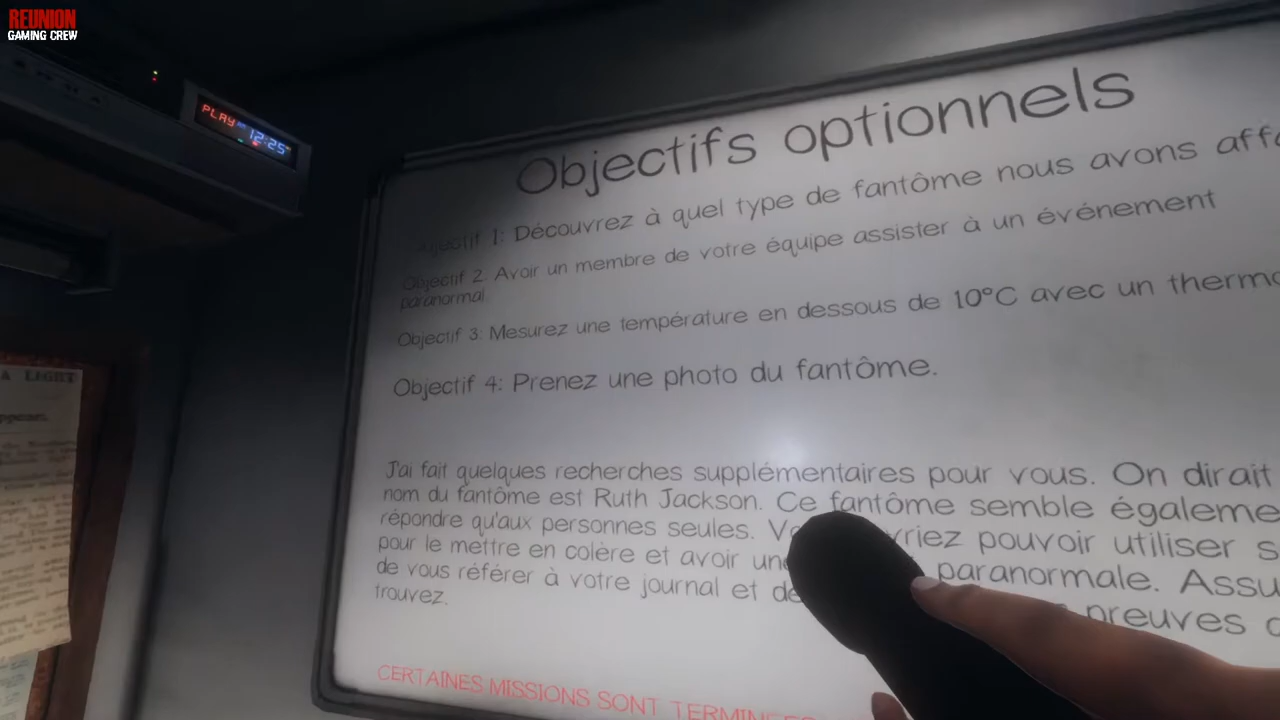 REUNION
GAMING CREW
PLAY 12:25
A LIGHT
Objectifs optionnels
Objectif 1: Découvrez à quel type de fantôme nous avons
Objectif 2: Avoir un membre de votre équipe assister à un événement
paranormal.
Objectif 3: Mesurez une température en dessous de 10°C avec un
Objectif 4: Prenez une photo du fantôme.
J'ai fait quelques recherches supplémentaires pour vous. On dirait
nom du fantôme est Ruth Jackson. Ce fantôme semble
répondre qu'aux personnes seules. pouvoir utiliser
pour le mettre en colère et avoir paranormale.
de vous référer à votre journal et
trouvez. preuves
CERTAINES MISSIONS SONT TERMINEES